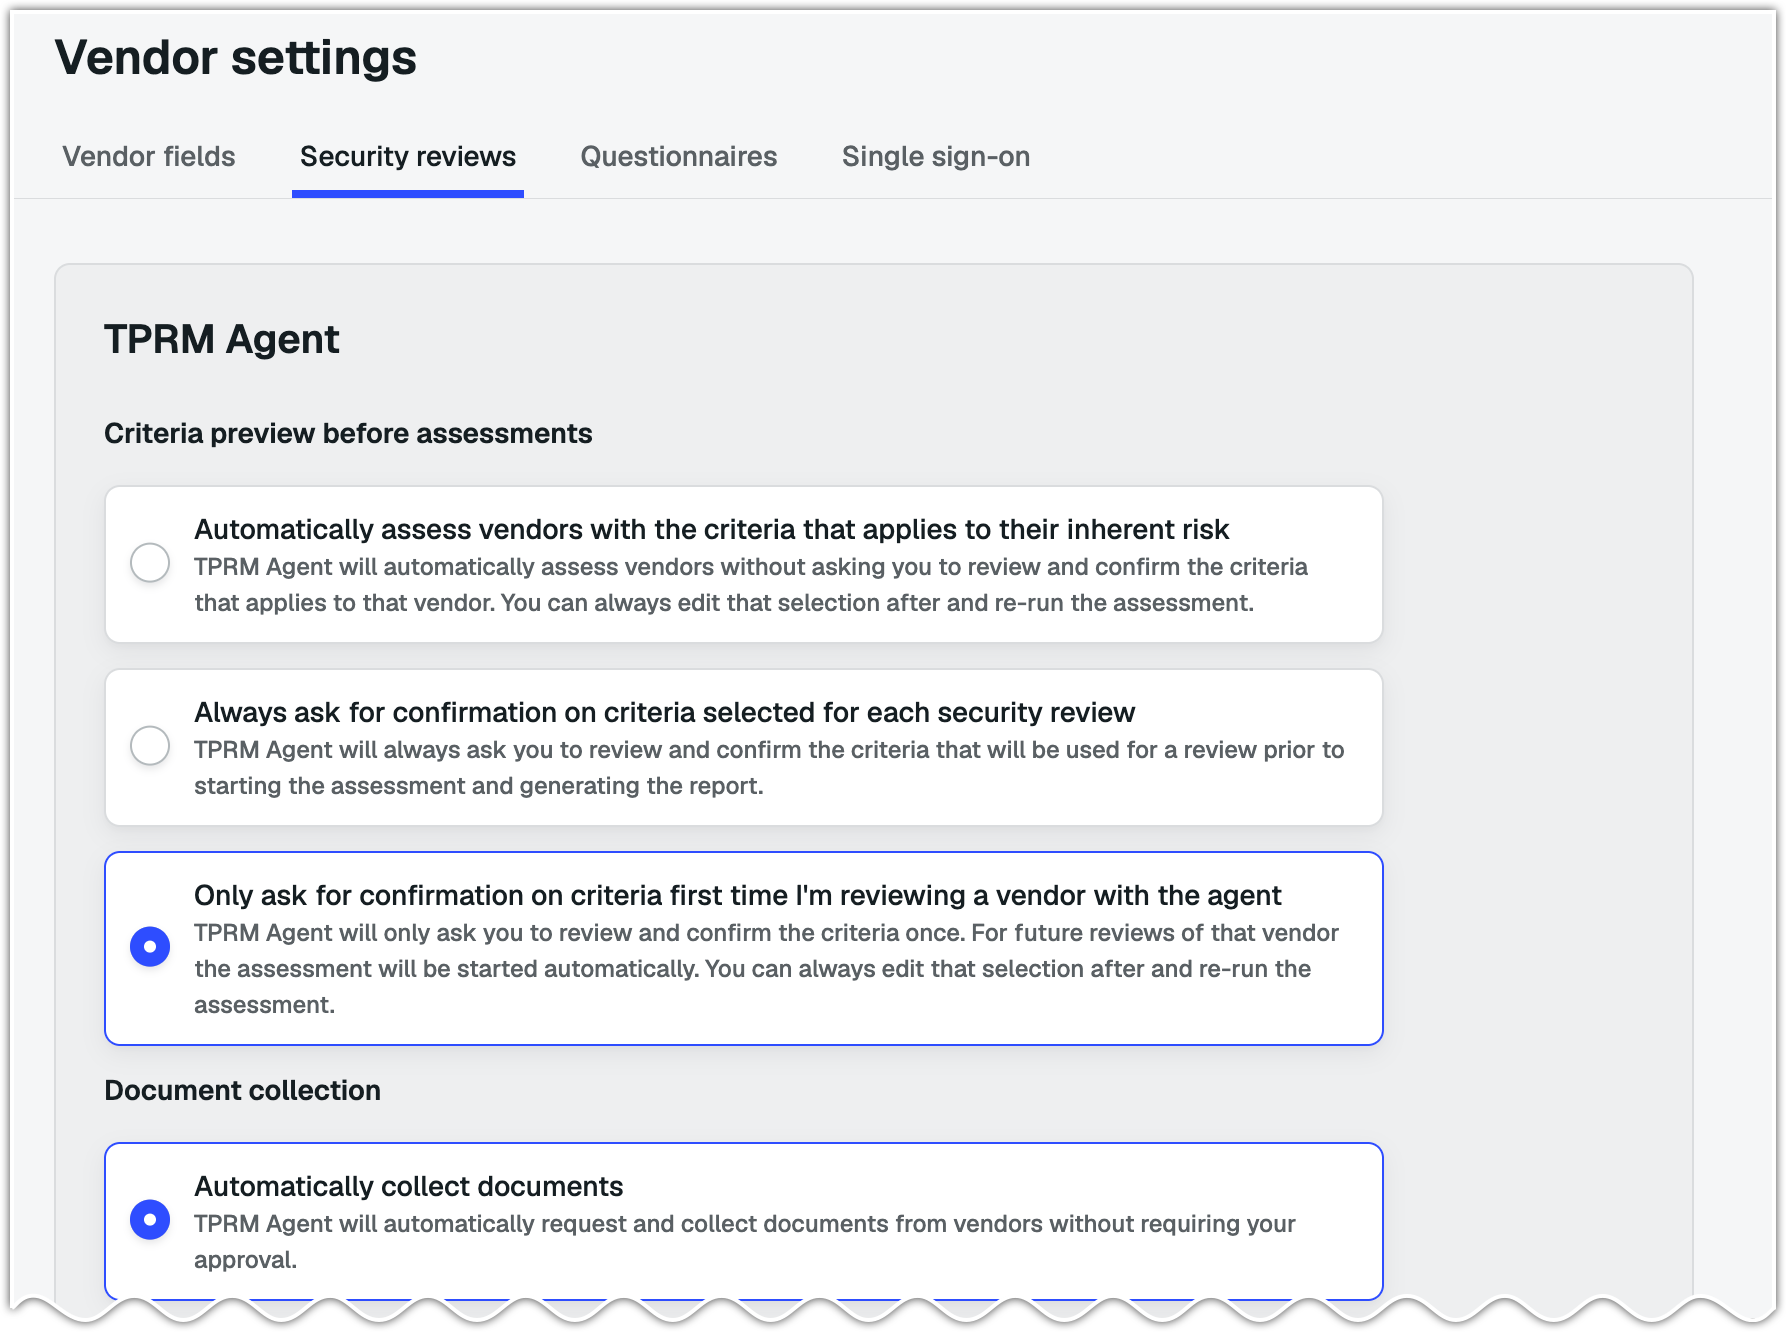 Vendor settings
Vendor fields
Security reviews
Questionnaires
Single sign-on
TPRM Agent
Criteria preview before assessments
Automatically assess vendors with the criteria that applies to their inherent risk
TPRM Agent will automatically assess vendors without asking you to review and confirm the criteria
that applies to that vendor. You can always edit that selection after and re-run the assessment.
Always ask for confirmation on criteria selected for each security review
TPRM Agent will always ask you to review and confirm the criteria that will be used for a review prior to
starting the assessment and generating the report.
Only ask for confirmation on criteria first time I'm reviewing a vendor with the agent
TPRM Agent will only ask you to review and confirm the criteria once. For future reviews of that vendor
the assessment will be started automatically. You can always edit that selection after and re-run the
assessment.
Document collection
Automatically collect documents
TPRM Agent will automatically request and collect documents from vendors without requiring your
approval.